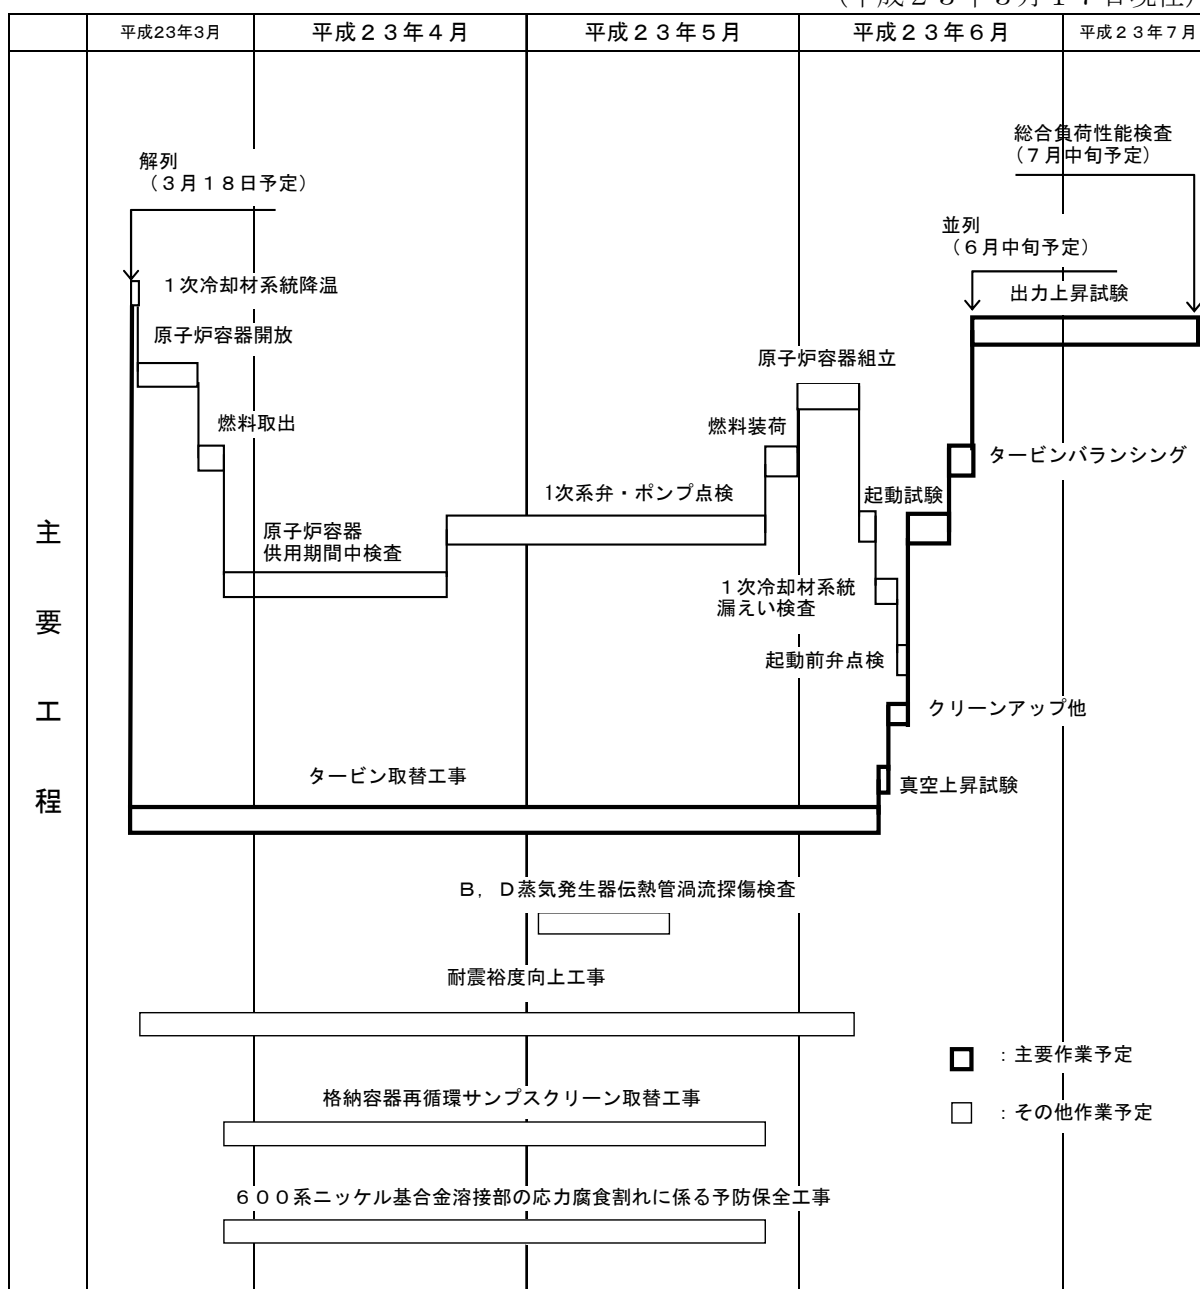 平成23年3月
平成２３年４月
平成２３年５月
平成２３年６月
平成２３年７月
総合負荷性能検査
（７月中旬予定）
解列
（３月１８日予定）
並列
（６月中旬予定）
１次冷却材系統降温
出力上昇試験
原子炉容器開放
原子炉容器組立
燃料取出
燃料装荷
タービンバランシング
1次系弁・ポンプ点検
起動試験
原子炉容器
供用期間中検査
１次冷却材系統
漏えい検査
起動前弁点検
クリーンアップ他
タービン取替工事
真空上昇試験
主
要
工
程
Ｂ，Ｄ蒸気発生器伝熱管渦流探傷検査
耐震裕度向上工事
：主要作業予定
格納容器再循環サンプスクリーン取替工事
：その他作業予定
６００系ニッケル基合金溶接部の応力腐食割れに係る予防保全工事